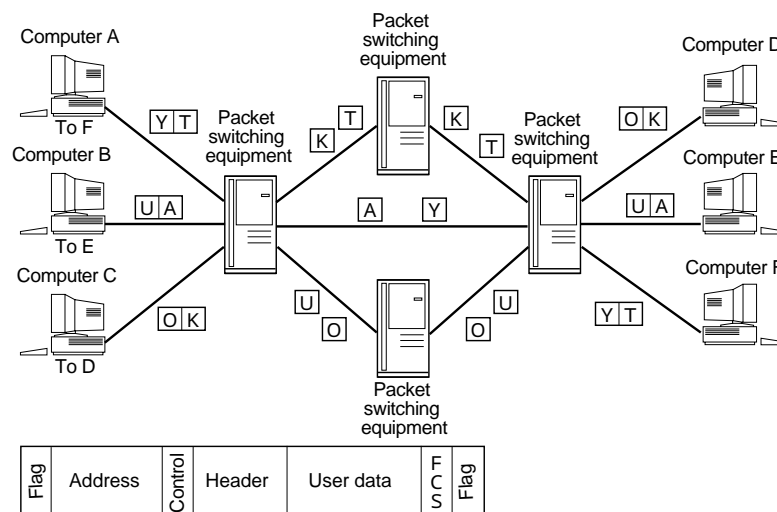 Packet
switching
equipment
Computer A
To F
Y T
Packet
switching
equipment
T
K
K
T
Packet
switching
equipment
Computer D
O K
Computer B
To E
U A
A Y
Computer E
U A
Computer C
To D
O K
U
O
U
O
Computer F
Y T
Packet
switching
equipment
Flag Address Control Header User data FCS Flag